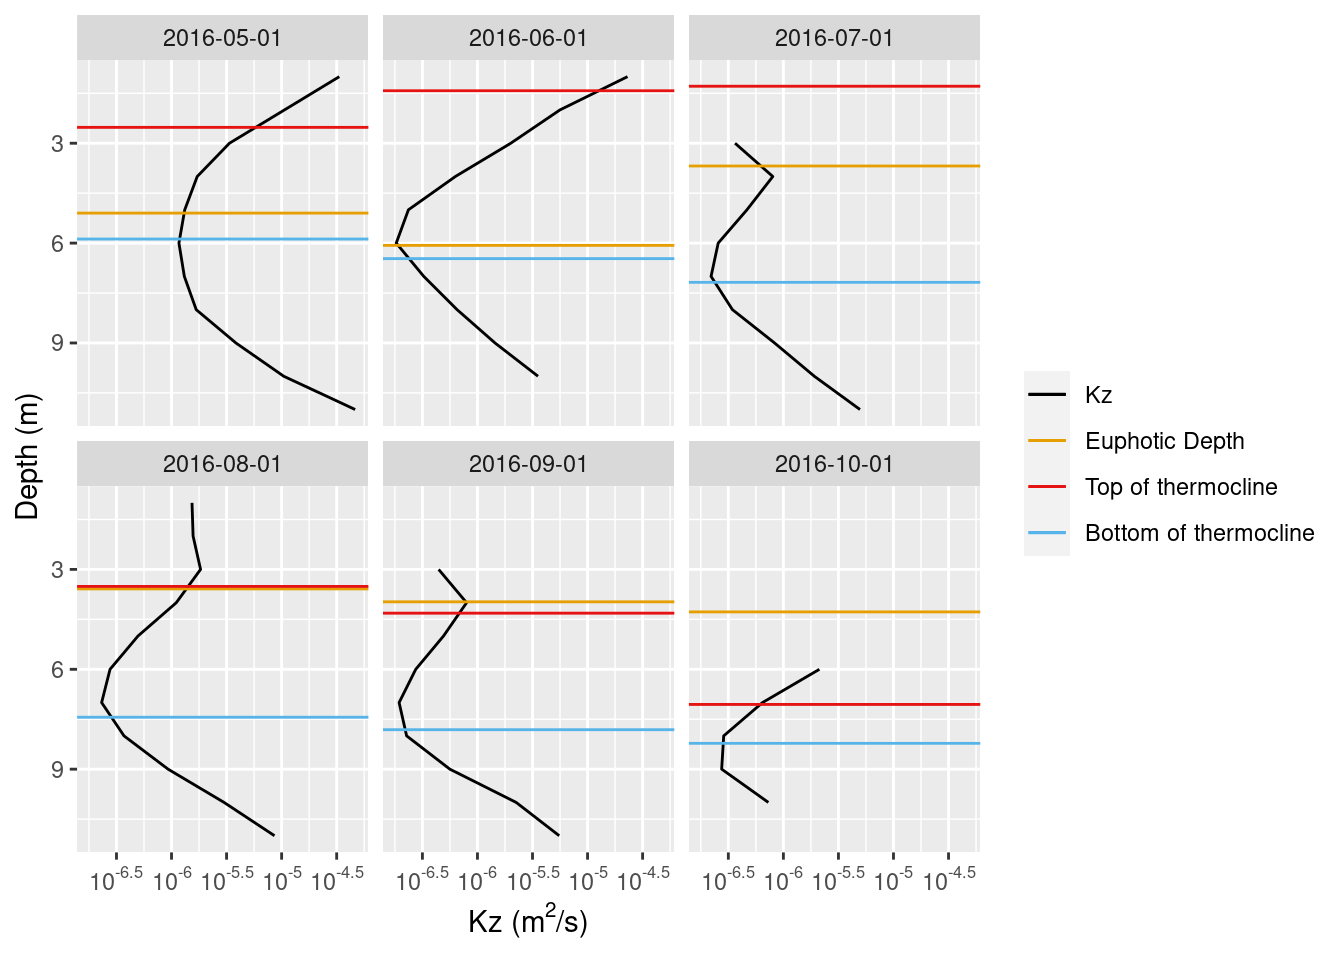 2016-05-01 2016-06-01 2016-07-01
3
6
9
Depth (m)
2016-08-01 2016-09-01 2016-10-01
3
6
9
10^-6.5 10^-6 10^-5.5 10^-5 10^-4.5 10^-6.5 10^-6 10^-5.5 10^-5 10^-4.5 10^-6.5 10^-6 10^-5.5 10^-5 10^-4.5
Kz (m²/s)
Kz
Euphotic Depth
Top of thermocline
Bottom of thermocline